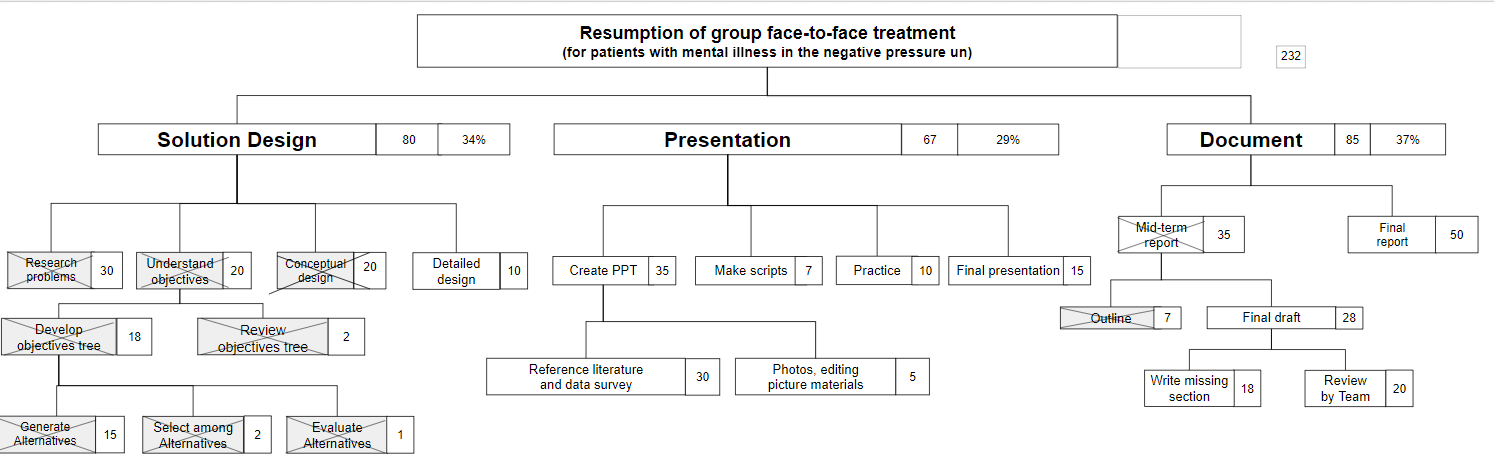 Resumption of group face-to-face treatment
(for patients with mental illness in the negative pressure un)
232
Solution Design
80
34%
Presentation
67
29%
Document
85
37%
Research
problems
30
Understand
objectives
20
Conceptual
design
20
Detailed
design
10
Create PPT
35
Make scripts
7
Practice
10
Final presentation
15
Mid-term
report
35
Final
report
50
Develop
objectives tree
18
Review
objectives tree
2
Outline
7
Final draft
28
Reference literature
and data survey
30
Photos, editing
picture materials
5
Write missing
section
18
Review
by Team
20
Generate
Alternatives
15
Select among
Alternatives
2
Evaluate
Alternatives
1